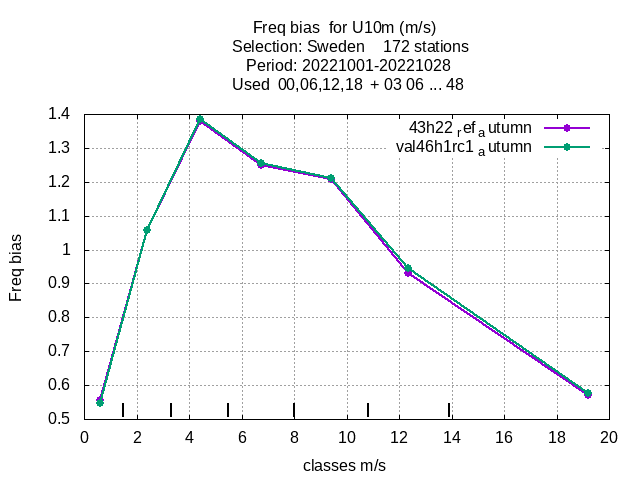 Freq bias  for U10m (m/s)
Selection: Sweden    172 stations
Period: 20221001-20221028
Used  00,06,12,18  + 03 06 ... 48
43h22 refautumn
val46h1rc1 autumn
1.4
1.3
1.2
1.1
1
0.9
0.8
0.7
0.6
0.5
Freq bias
0 2 4 6 8 10 12 14 16 18 20
classes m/s